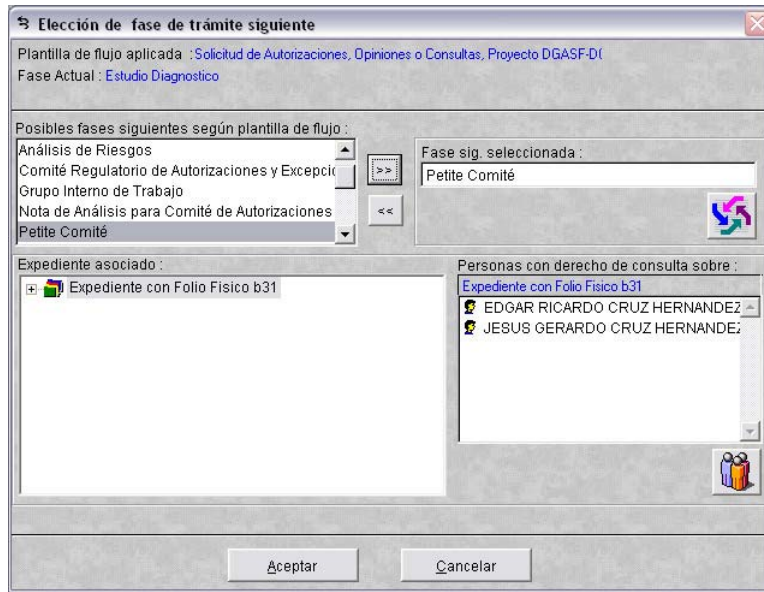 Elección de fase de trámite siguiente
Plantilla de flujo aplicada : Solicitud de Autorizaciones, Opiniones o Consultas, Proyecto DGASF-D(
Fase Actual : Estudio Diagnostico
Posibles fases siguientes según plantilla de flujo :
Análisis de Riesgos
Comité Regulatorio de Autorizaciones y Excepci
Grupo Interno de Trabajo
Nota de Análisis para Comité de Autorizaciones
Petite Comité
>>
<<
Fase sig. seleccionada :
Petite Comité
Expediente asociado :
Expediente con Folio Fisico b31
Personas con derecho de consulta sobre :
Expediente con Folio Fisico b31
EDGAR RICARDO CRUZ HERNANDEZ
JESUS GERARDO CRUZ HERNANDEZ
Aceptar
Cancelar